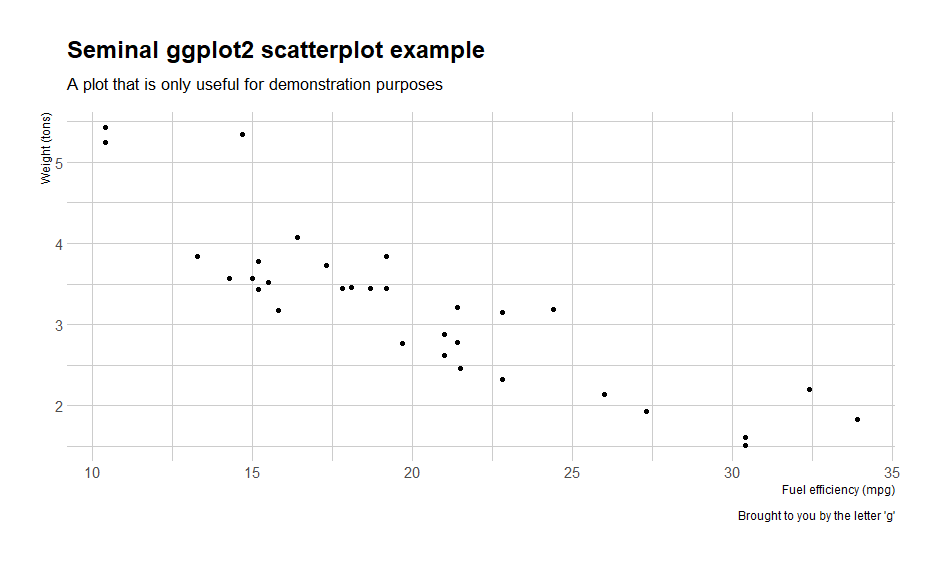 Seminal ggplot2 scatterplot example
A plot that is only useful for demonstration purposes
Weight (tons)
5
4
3
2
10 15 20 25 30 35
Fuel efficiency (mpg)
Brought to you by the letter 'g'